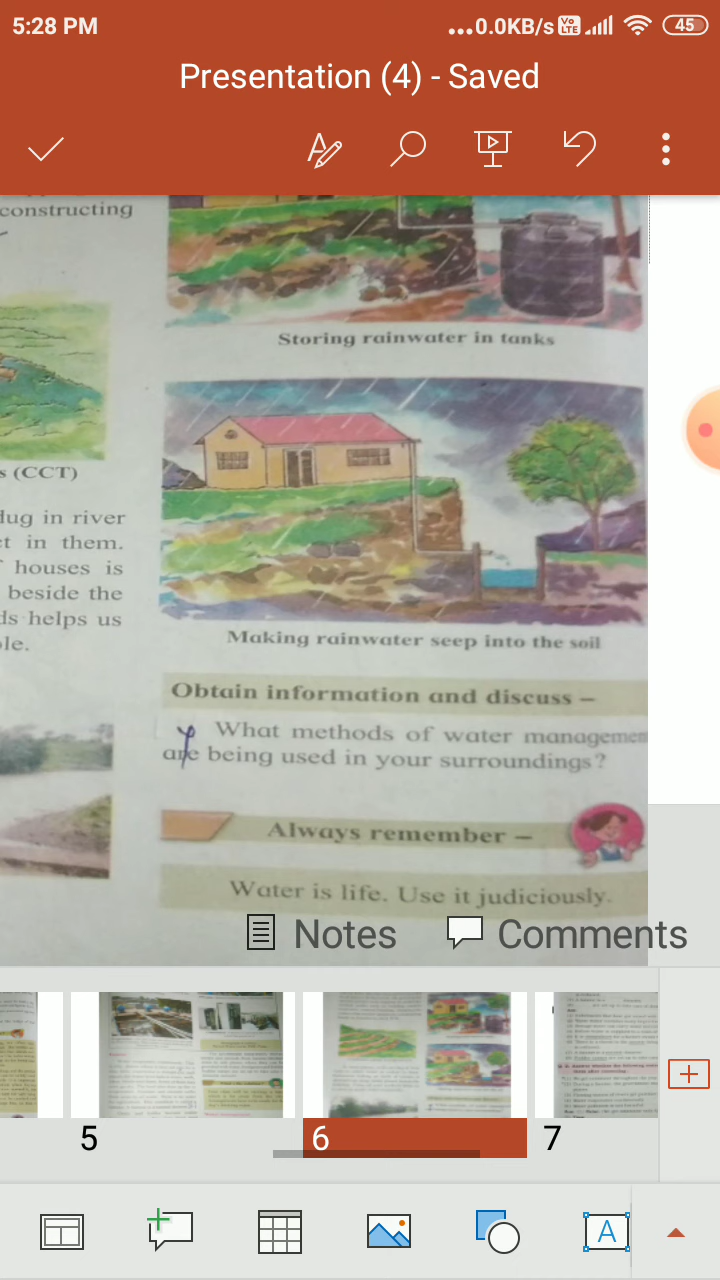 5:28 PM
...0.0KB/s
Vo
LTE
45
Presentation (4) - Saved
constructing
Storing rainwater in tanks
s (CCT)
dug in river
ct in them.
houses is
beside the
ds helps us
le.
Making rainwater seep into the soil
Obtain information and discuss –
What methods of water managemen
are being used in your surroundings?
Always remember –
Water is life. Use it judiciously.
Notes
Comments
5
6
7
A